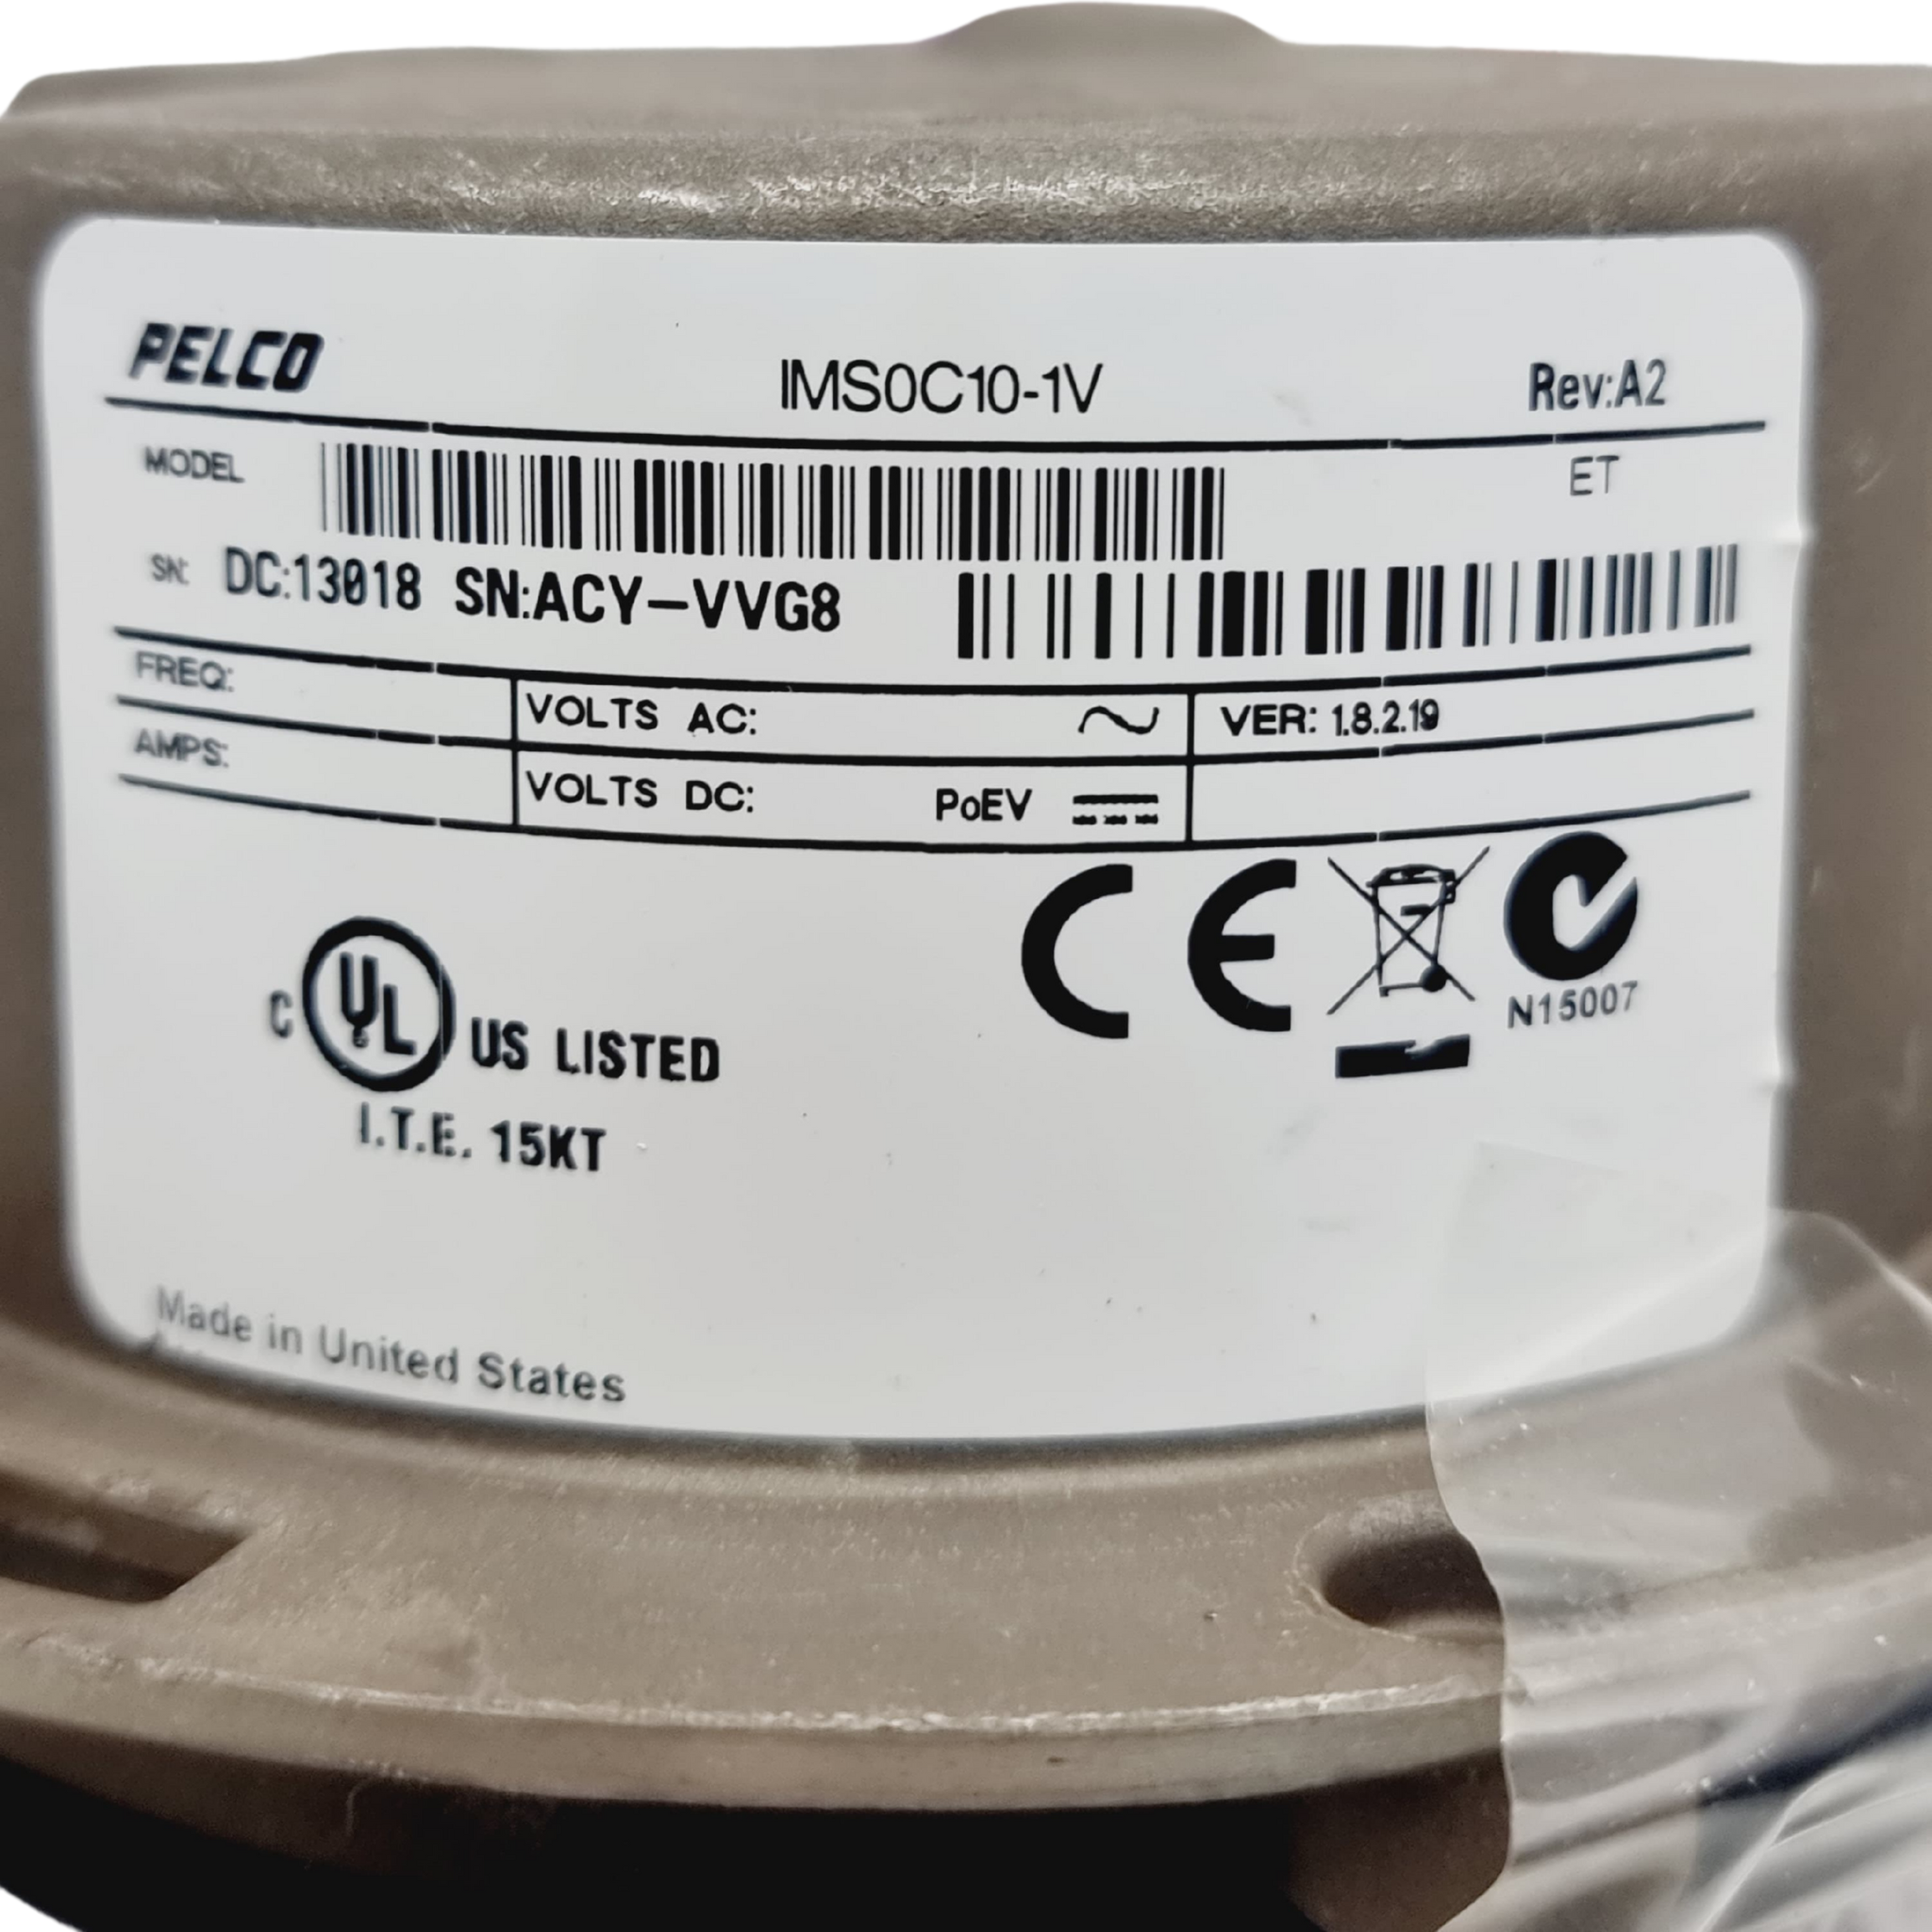 PELCO
IMS0C10-1V
Rev:A2
MODEL
ET
SN: DC:13018 SN:ACY-VVG8
FREQ:
VOLTS AC:
VER: 1.8.2.19
AMPS:
VOLTS DC: PoEV
CE
N15007
C UL US LISTED
I.T.E. 15KT
Made in United States